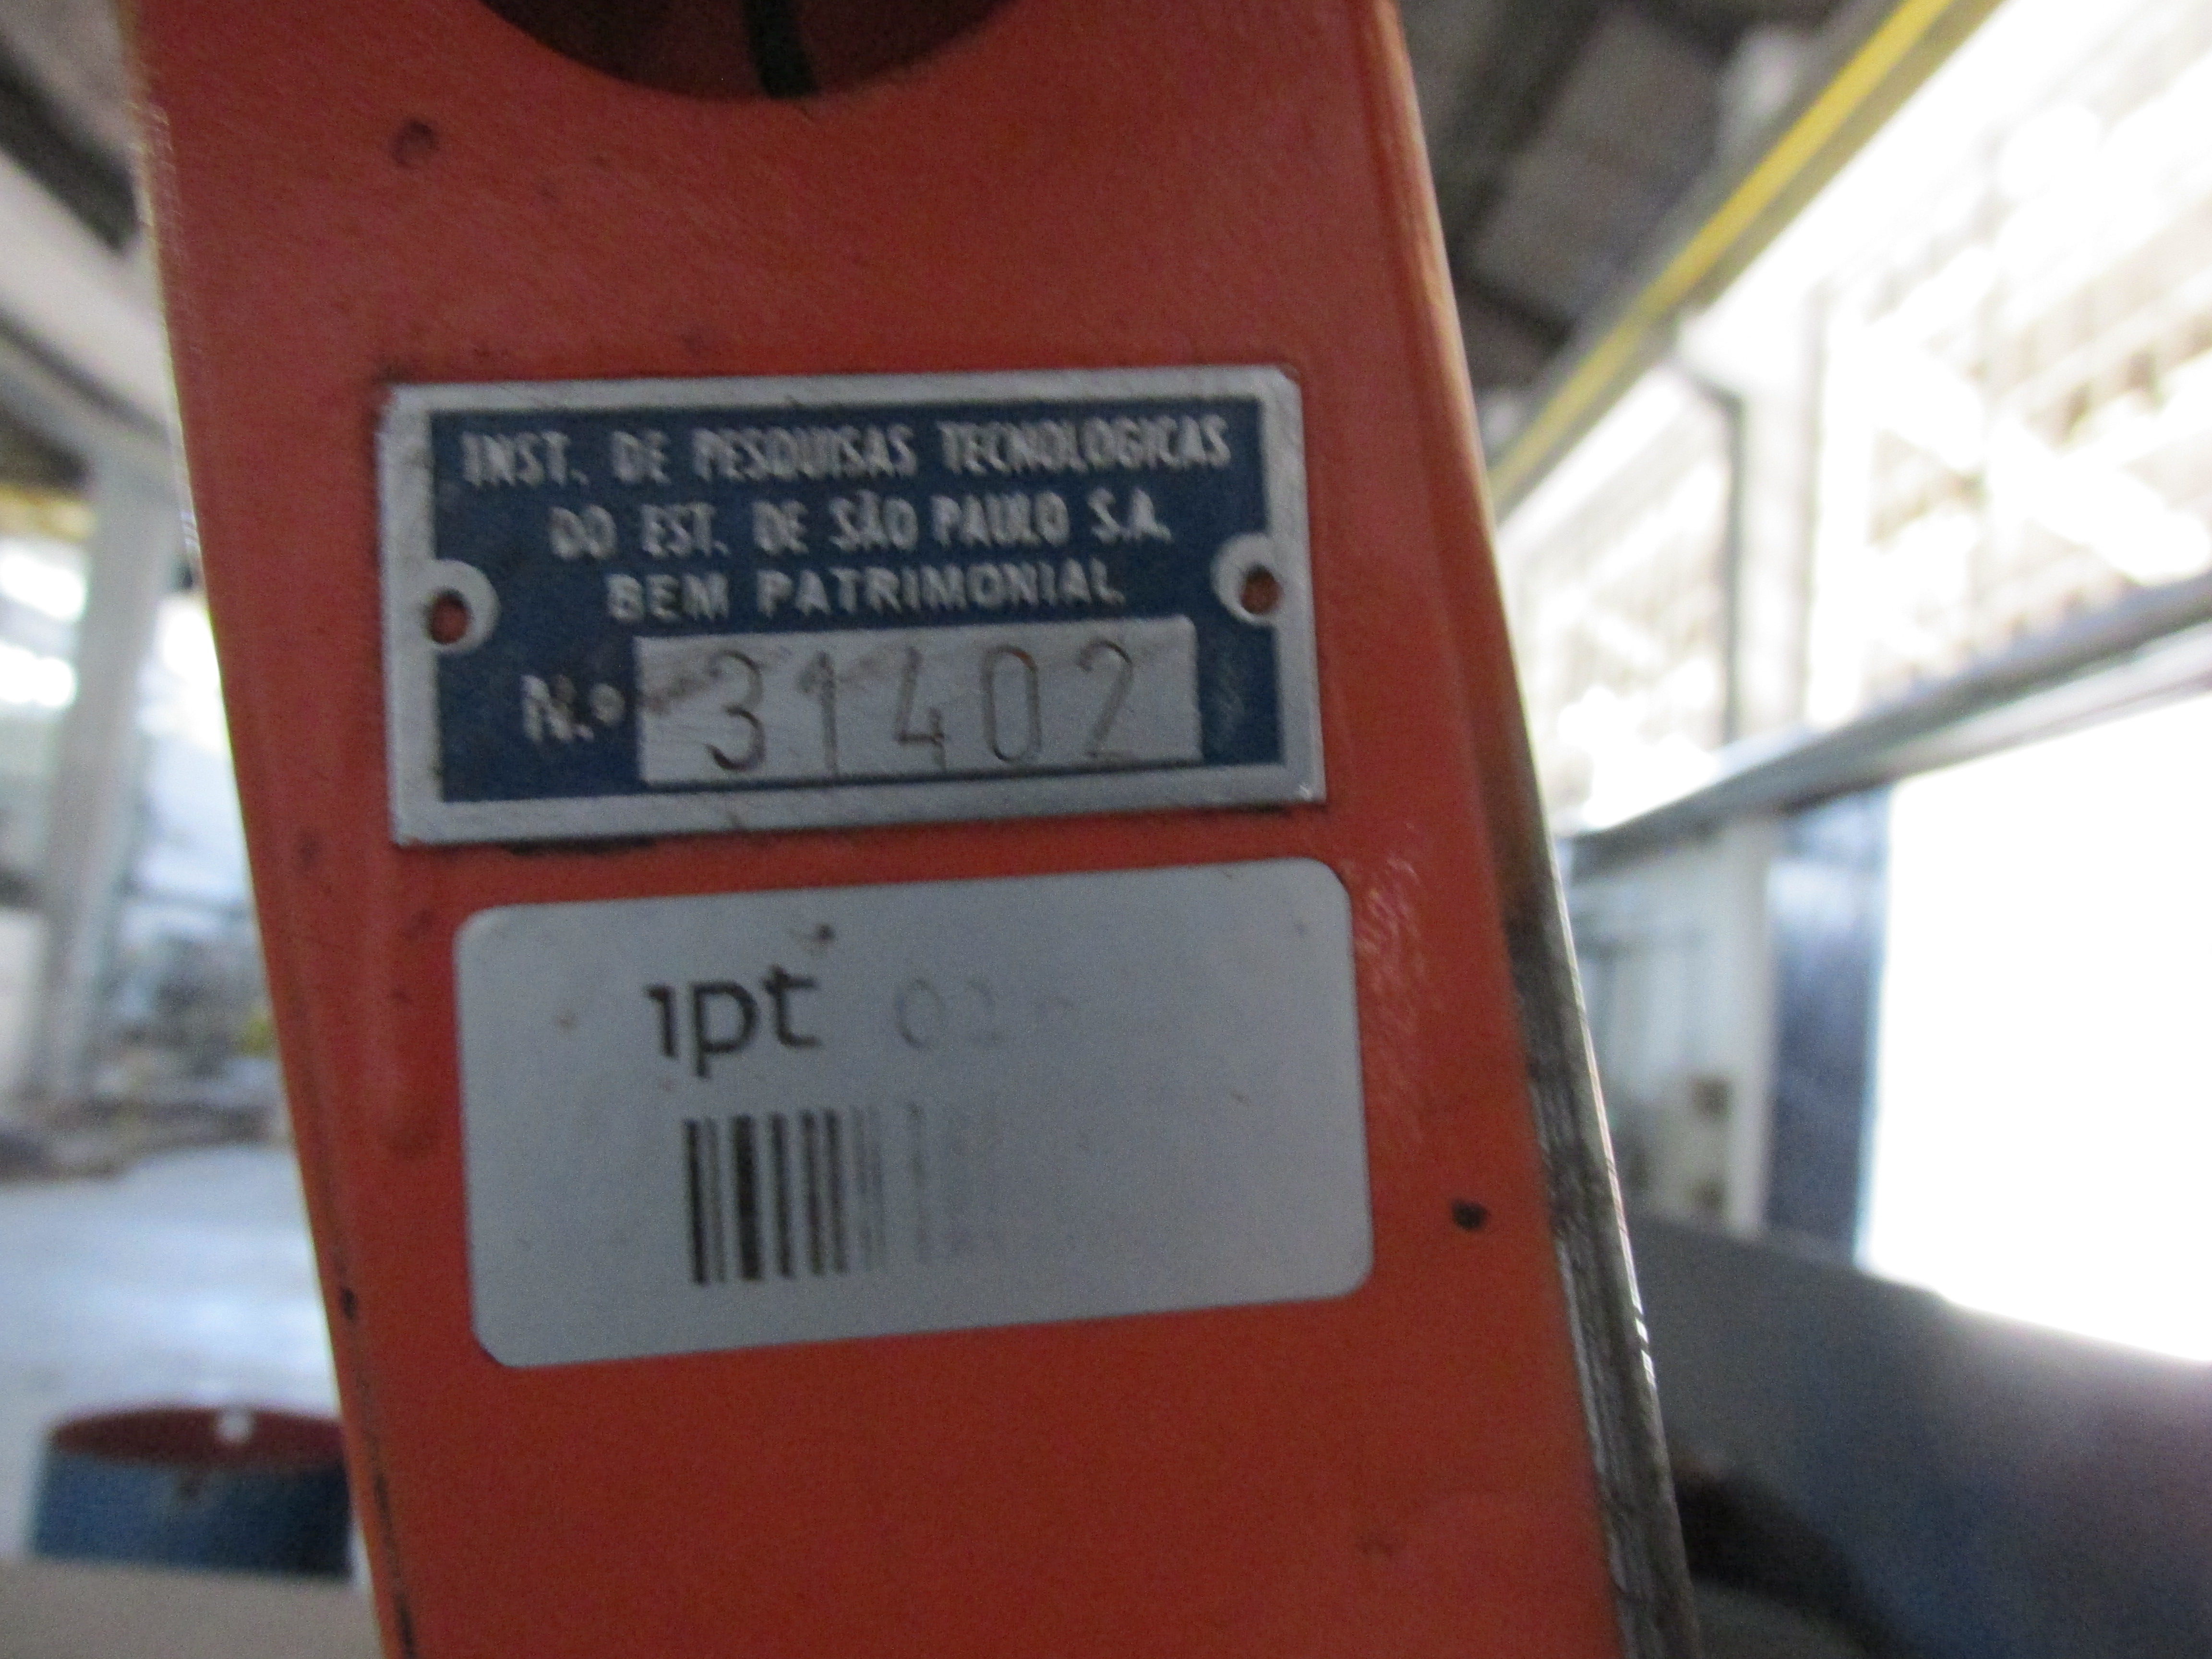 INST. DE PESQUISAS TECNOLOGICAS
DO EST. DE SÃO PAULO S.A.
BEM PATRIMONIAL
N.º 31402
ipt